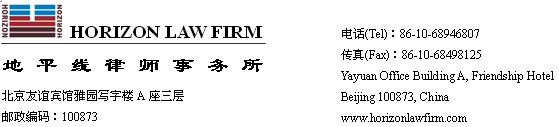 HORIZON
HORIZON LAW FIRM
地平线律师事务所
北京友谊宾馆雅园写字楼 A 座三层
邮政编码：100873
电话(Tel)：86-10-68946807
传真(Fax)：86-10-68498125
Yayuan Office Building A, Friendship Hotel
Beijing 100873, China
www.horizonlawfirm.com